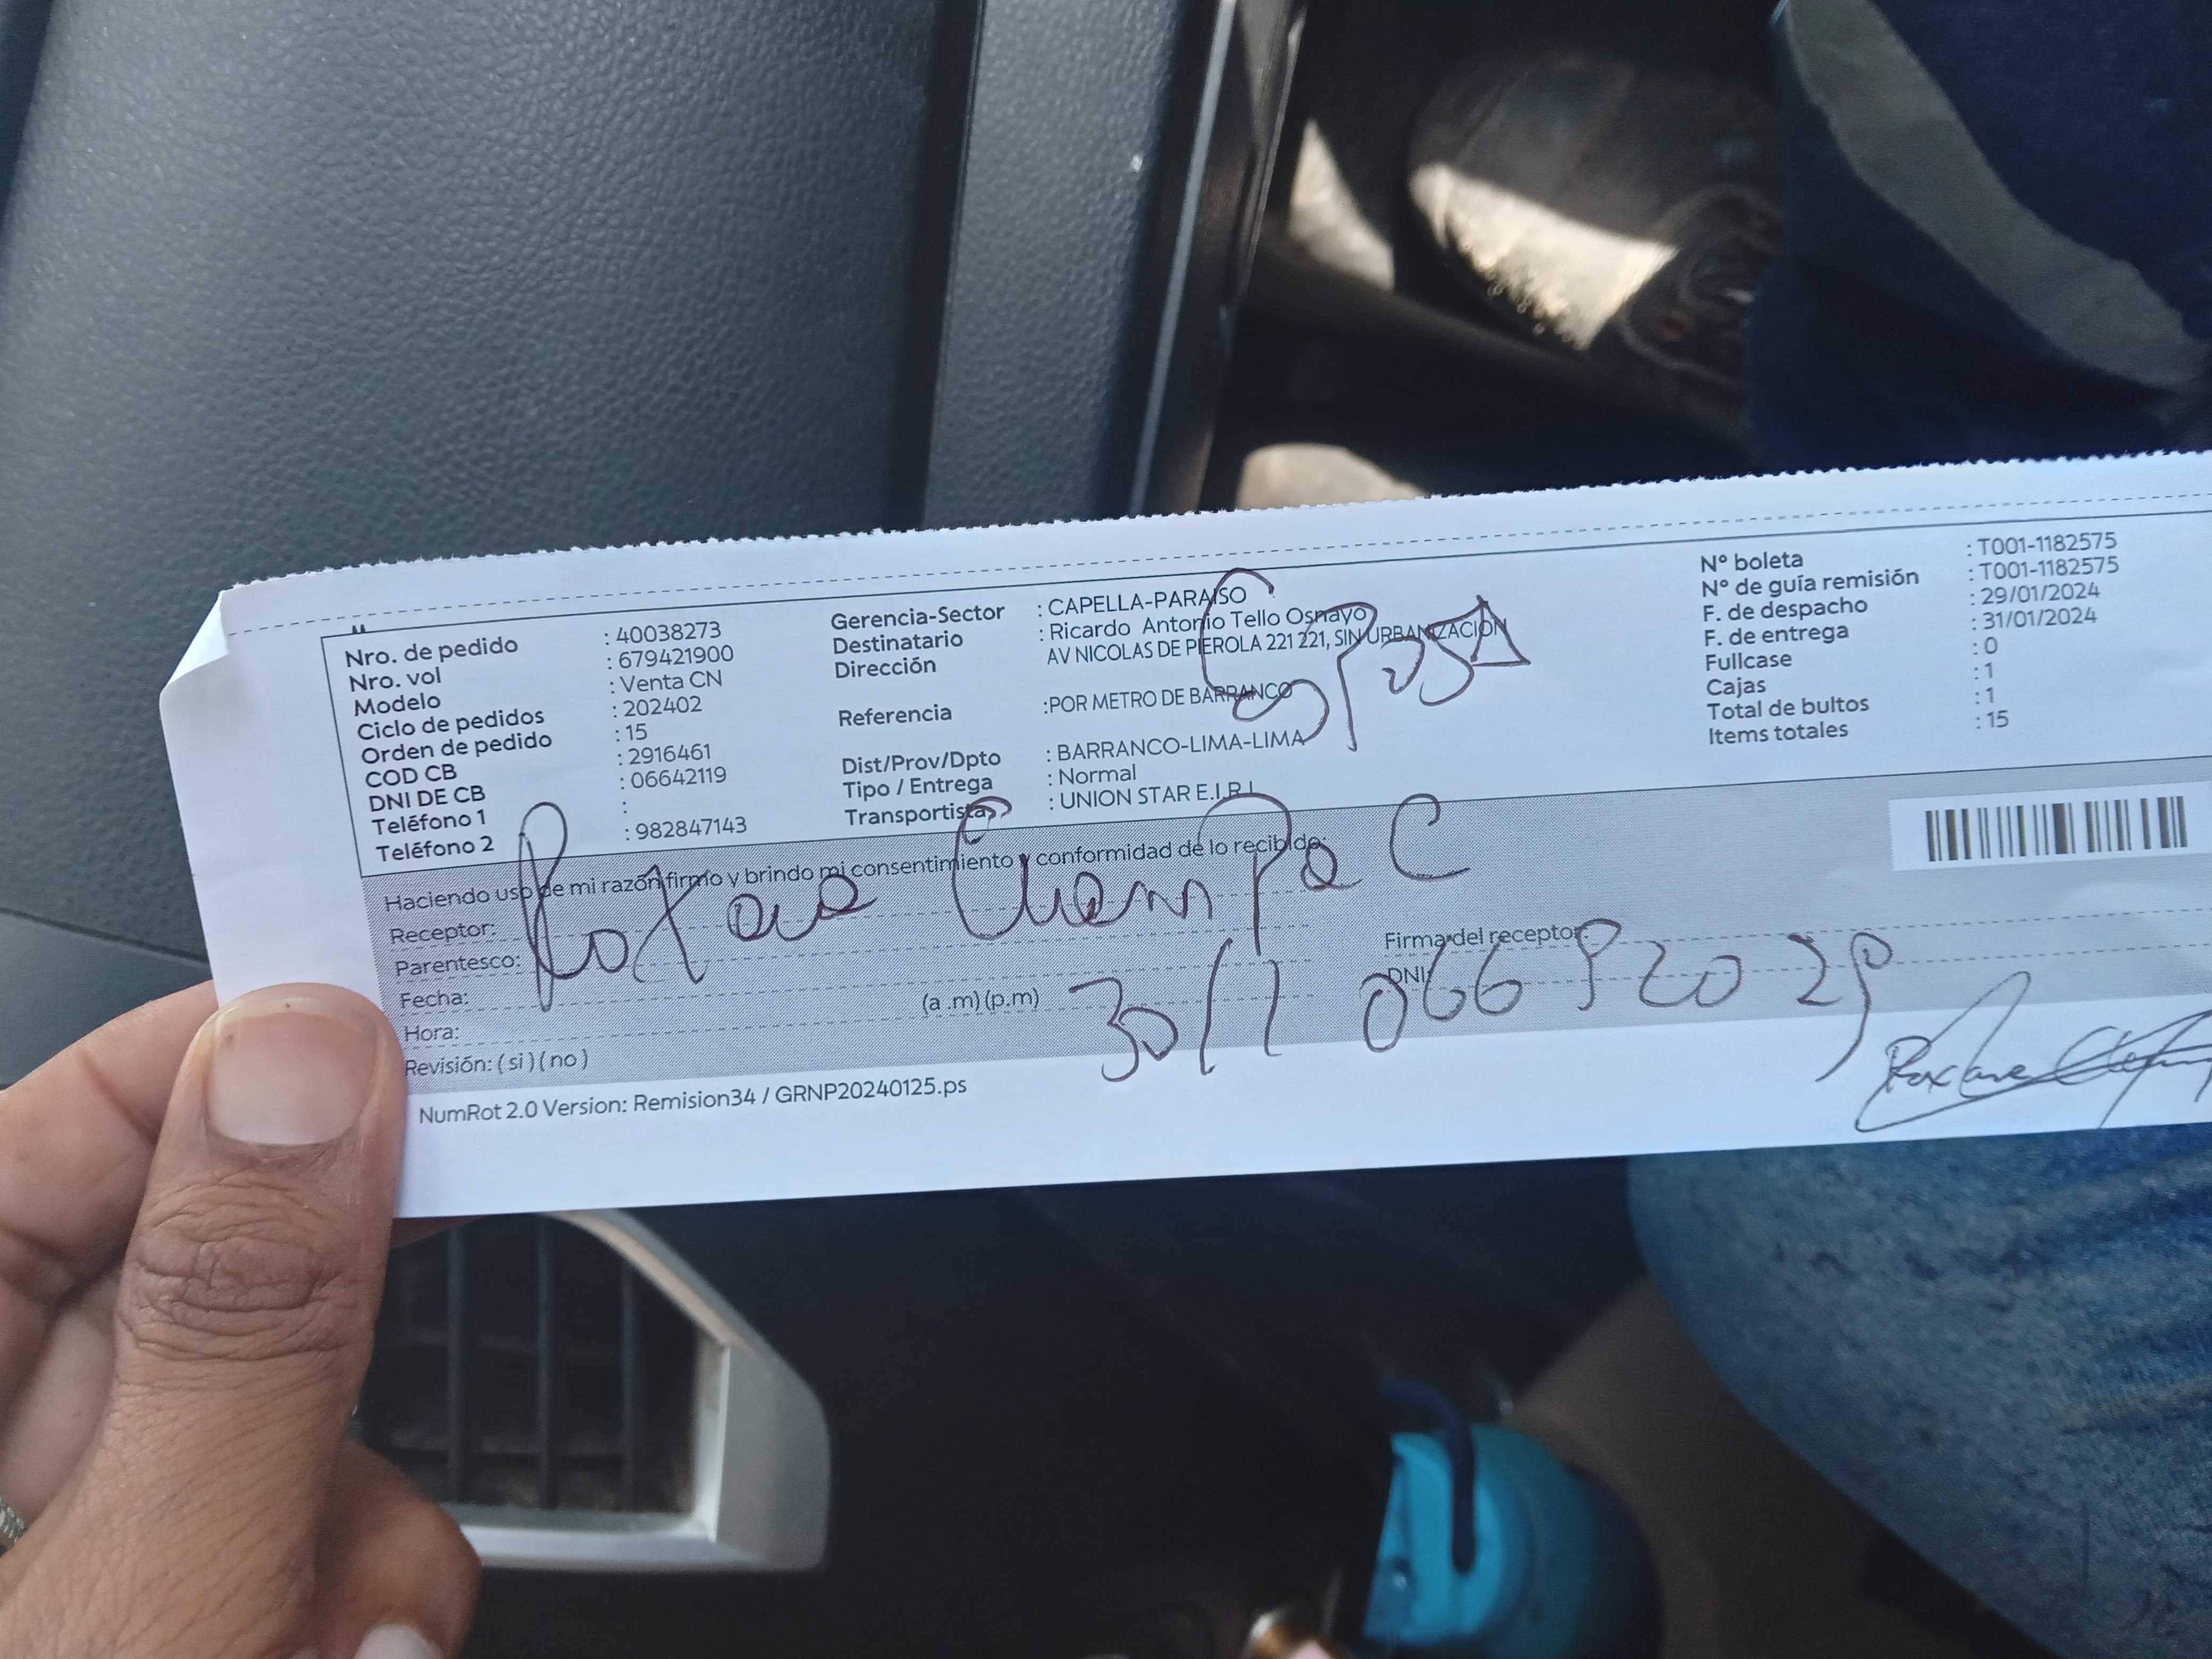 Nro. de pedido : 40038273
Nro. vol : 679421900
Modelo : Venta CN
Ciclo de pedidos : 202402
Orden de pedido : 15
COD CB : 2916461
DNI DE CB : 06642119
Teléfono 1 :
Teléfono 2 : 982847143
Gerencia-Sector : CAPELLA-PARAISO
Destinatario : Ricardo Antonio Tello Osnayo
Dirección AV NICOLAS DE PIEROLA 221 221, SIN URBANIZACION
Referencia :POR METRO DE BARRANCO
Dist/Prov/Dpto : BARRANCO-LIMA-LIMA
Tipo / Entrega : Normal
Transportista : UNION STAR E.I.R.L
Esposa
N° boleta : T001-1182575
N° de guía remisión : T001-1182575
F. de despacho : 29/01/2024
F. de entrega : 31/01/2024
Fullcase : 0
Cajas : 1
Total de bultos : 1
Items totales : 15
Haciendo uso de mi razón firmo y brindo mi consentimiento y conformidad de lo recibido:
Receptor:
Parentesco:
Fecha:
Hora: (a .m) (p.m)
Revisión: ( si ) ( no )
Firma del receptor:
DNI:
30/1
NumRot 2.0 Version: Remision34 / GRNP20240125.ps